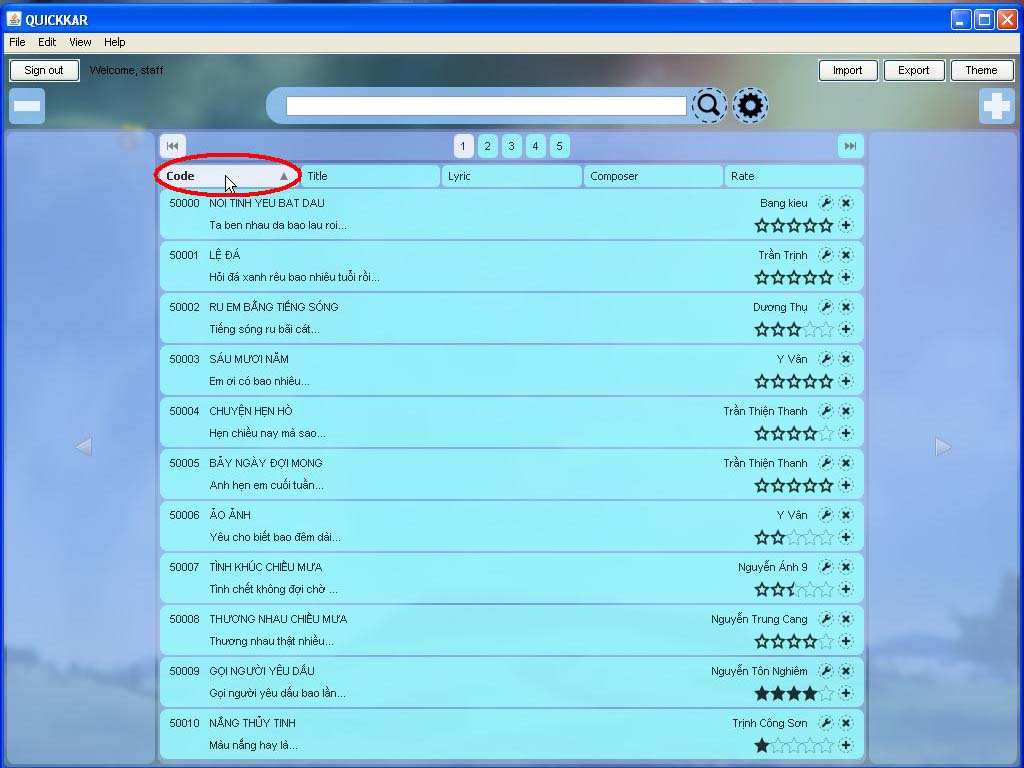 QUICKKAR
File Edit View Help
Sign out Welcome, staff Import Export Theme
1 2 3 4 5
Code Title Lyric Composer Rate
50000 NOI TINH YEU BAT DAU Bang kieu
Ta ben nhau da bao lau roi...
50001 LỆ ĐÁ Trần Trịnh
Hỏi đá xanh rêu bao nhiêu tuổi rồi...
50002 RU EM BẰNG TIẾNG SÓNG Dương Thụ
Tiếng sóng ru bãi cát...
50003 SÁU MƯƠI NĂM Y Vân
Em ơi có bao nhiêu...
50004 CHUYỆN HẸN HÒ Trần Thiện Thanh
Hẹn chiều nay mà sao...
50005 BẢY NGÀY ĐỢI MONG Trần Thiện Thanh
Anh hẹn em cuối tuần...
50006 ẢO ẢNH Y Vân
Yêu cho biết bao đêm dài...
50007 TÌNH KHÚC CHIỀU MƯA Nguyễn Ánh 9
Tình chết không đợi chờ ...
50008 THƯƠNG NHAU CHIỀU MƯA Nguyễn Trung Cang
Thương nhau thật nhiều...
50009 GỌI NGƯỜI YÊU DẤU Nguyễn Tôn Nghiêm
Gọi người yêu dấu bao lần...
50010 NẮNG THỦY TINH Trịnh Công Sơn
Màu nắng hay là...